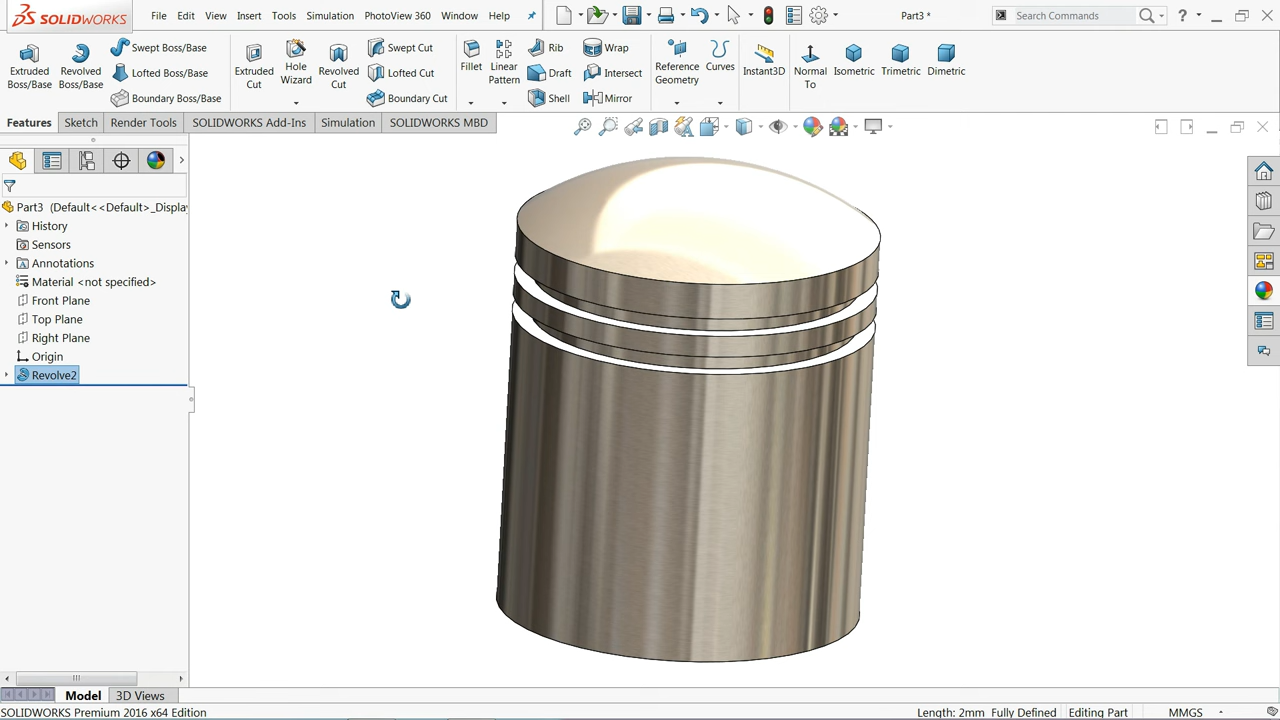 SOLIDWORKS File Edit View Insert Tools Simulation PhotoView 360 Window Help Part3 * Search Commands ?
Extruded Boss/Base
Revolved Boss/Base
Swept Boss/Base
Lofted Boss/Base
Boundary Boss/Base
Extruded Cut
Hole Wizard
Revolved Cut
Swept Cut
Lofted Cut
Boundary Cut
Fillet
Linear Pattern
Rib
Draft
Shell
Wrap
Intersect
Mirror
Reference Geometry
Curves
Instant3D
Normal To
Isometric
Trimetric
Dimetric
Features Sketch Render Tools SOLIDWORKS Add-Ins Simulation SOLIDWORKS MBD
Part3 (Default<<Default>_Display
History
Sensors
Annotations
Material <not specified>
Front Plane
Top Plane
Right Plane
Origin
Revolve2
Model 3D Views
SOLIDWORKS Premium 2016 x64 Edition Length: 2mm Fully Defined Editing Part MMGS